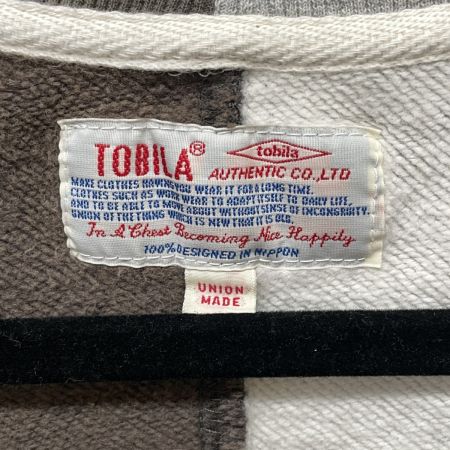 TOBILA®
tobila
AUTHENTIC CO.,LTD
MAKE CLOTHES HAVING YOU WEAR IT FOR A LONG TIME.
CLOTHES SUCH AS WORK WEAR TO ADAPT ITSELF TO DAILY LIFE.
AND TO BE ABLE TO MOVE ABOUT WITHOUT SENSE OF INCONGRUITY.
UNION OF THE THING WHICH IS NEW THAT IT IS OLD.
In A Chest Becoming Nice Happily
100% DESIGNED IN NIPPON
UNION
MADE